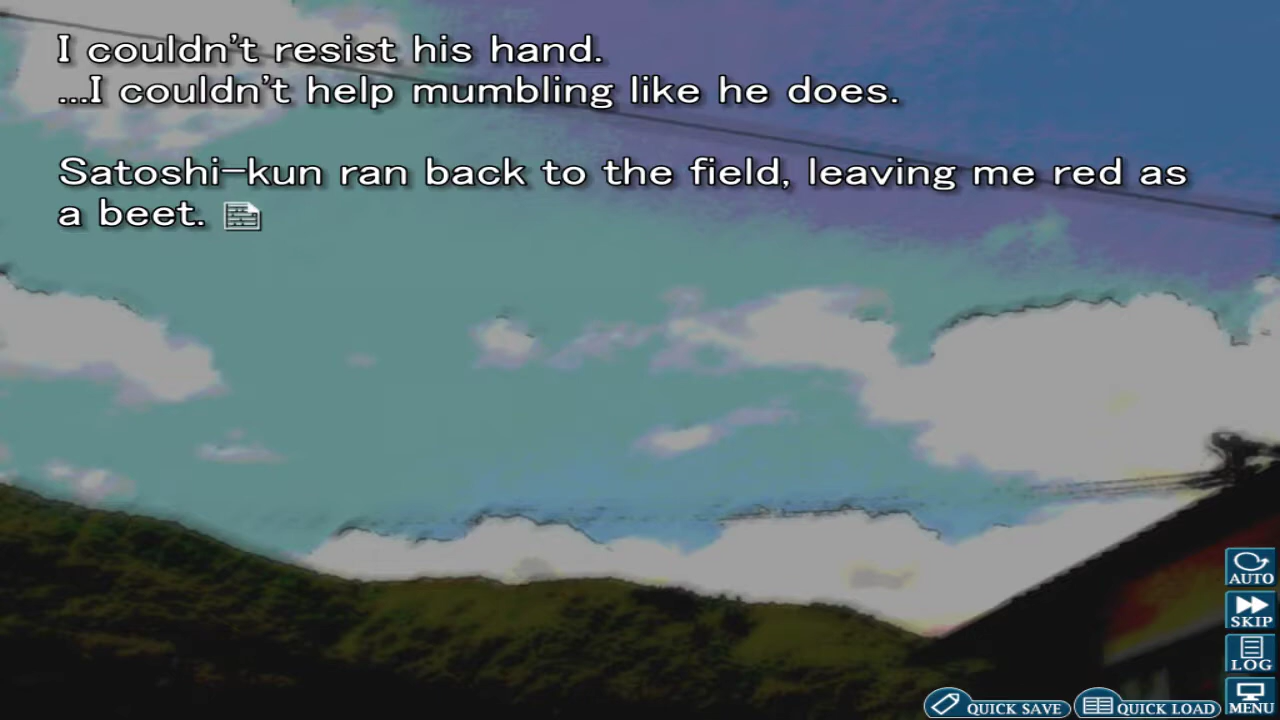 I couldn't resist his hand.
...I couldn't help mumbling like he does.
Satoshi-kun ran back to the field, leaving me red as
a beet.
AUTO
SKIP
LOG
QUICK SAVE
QUICK LOAD
MENU